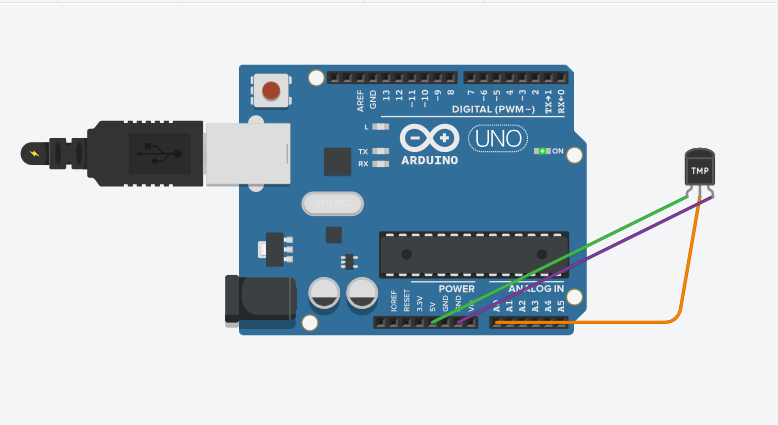 AREF
GND
13
12
~11
~10
~9
8
7
~6
~5
4
~3
2
TX→1
RX←0
DIGITAL (PWM~)
L
TX
RX
UNO
ON
ARDUINO
TMP
POWER
ANALOG IN
IOREF
RESET
3.3V
5V
GND
GND
A0
A1
A2
A3
A4
A5